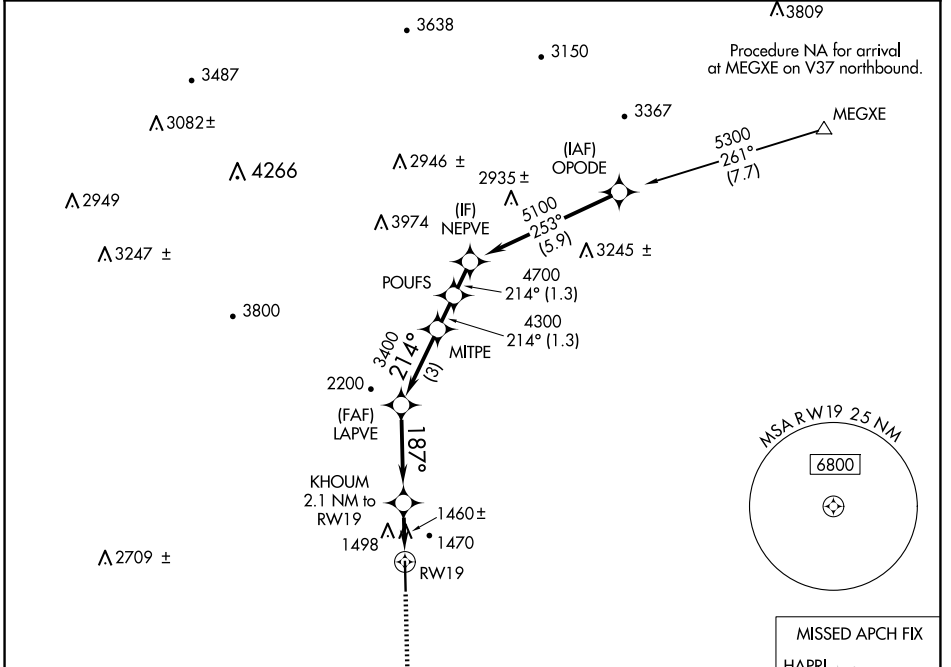 3809
3638
3150
Procedure NA for arrival
at MEGXE on V37 northbound.
3487
3082±
3367
MEGXE
5300
261°
(7.7)
(IAF)
OPODE
4266
2946 ±
2935 ±
2949
3974
(IF)
NEPVE
5100
253°
(5.9)
3247 ±
3245 ±
POUFS
4700
214° (1.3)
3800
4300
214° (1.3)
MITPE
3400
214°
(3)
2200
(FAF)
LAPVE
187°
MSA RW19 25 NM
6800
KHOUM
2.1 NM to
RW19
1460±
1498
1470
2709 ±
RW19
MISSED APCH FIX